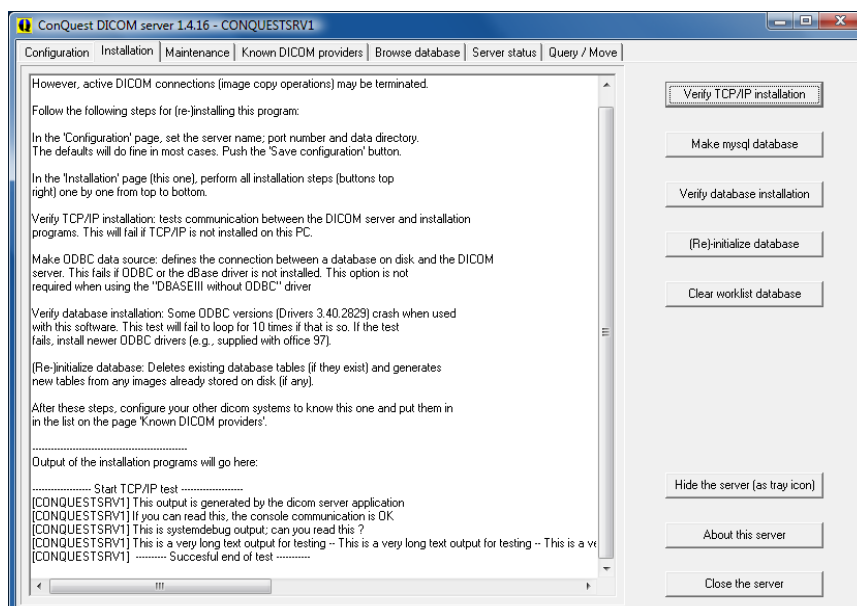 ConQuest DICOM server 1.4.16 - CONQUESTSRV1
Configuration Installation Maintenance Known DICOM providers Browse database Server status Query / Move
However, active DICOM connections (image copy operations) may be terminated.
Follow the following steps for (re-)installing this program:
In the 'Configuration' page, set the server name; port number and data directory.
The defaults will do fine in most cases. Push the 'Save configuration' button.
In the 'Installation' page (this one), perform all installation steps (buttons top
right) one by one from top to bottom.
Verify TCP/IP installation: tests communication between the DICOM server and installation
programs. This will fail if TCP/IP is not installed on this PC.
Make ODBC data source: defines the connection between a database on disk and the DICOM
server. This fails if ODBC or the dBase driver is not installed. This option is not
required when using the "DBASEIII without ODBC" driver
Verify database installation: Some ODBC versions (Drivers 3.40.2829) crash when used
with this software. This test will fail to loop for 10 times if that is so. If the test
fails, install newer ODBC drivers (e.g., supplied with office 97).
(Re-)initialize database: Deletes existing database tables (if they exist) and generates
new tables from any images already stored on disk (if any).
After these steps, configure your other dicom systems to know this one and put them in
in the list on the page 'Known DICOM providers'.
--------------------------------------------------
Output of the installation programs will go here:
------------------- Start TCP/IP test --------------------
[CONQUESTSRV1] This output is generated by the dicom server application
[CONQUESTSRV1] If you can read this, the console communication is OK
[CONQUESTSRV1] This is systemdebug output; can you read this ?
[CONQUESTSRV1] This is a very long text output for testing -- This is a very long text output for testing -- This is a ve
[CONQUESTSRV1] ---------- Succesful end of test -----------
Verify TCP/IP installation
Make mysql database
Verify database installation
(Re)-initialize database
Clear worklist database
Hide the server (as tray icon)
About this server
Close the server